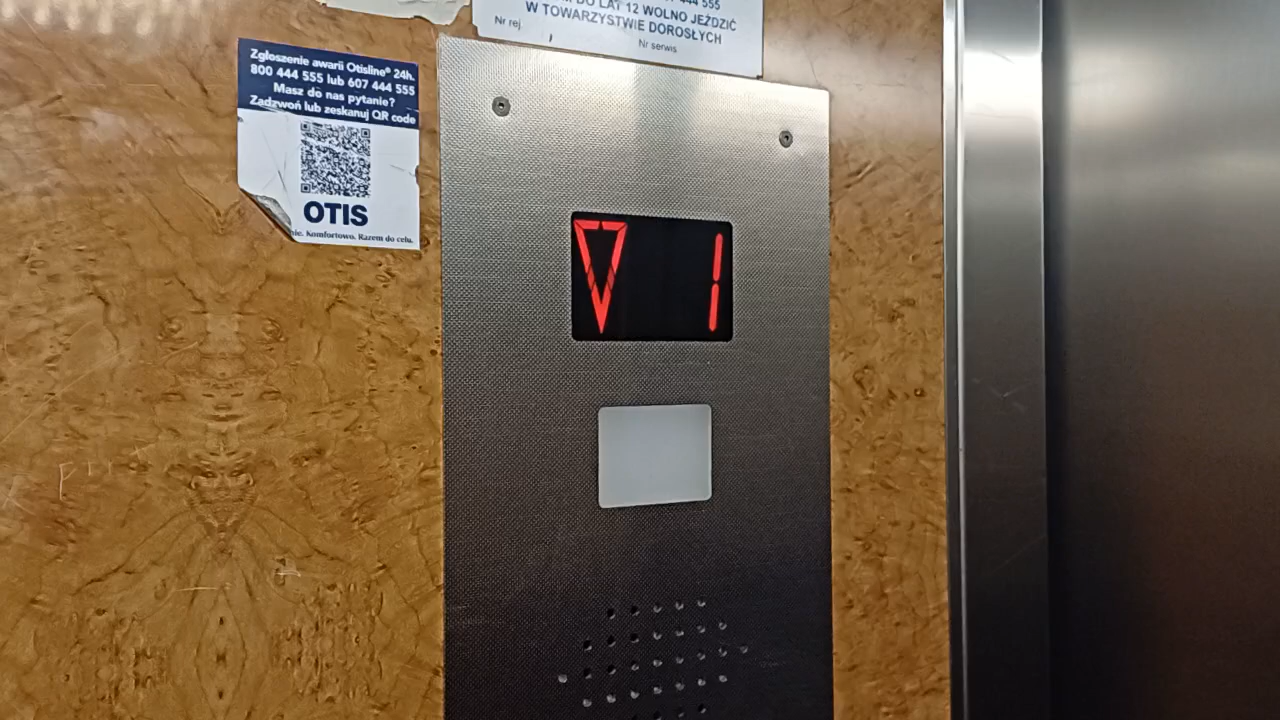 444 555
DO LAT 12 WOLNO JEŹDZIĆ
W TOWARZYSTWIE DOROSŁYCH
Nr rej.
Nr serwis
Zgłoszenie awarii Otisline® 24h.
800 444 555 lub 607 444 555
Masz do nas pytanie?
Zadzwoń lub zeskanuj QR code
OTIS
Komfortowo. Razem do celu.
1